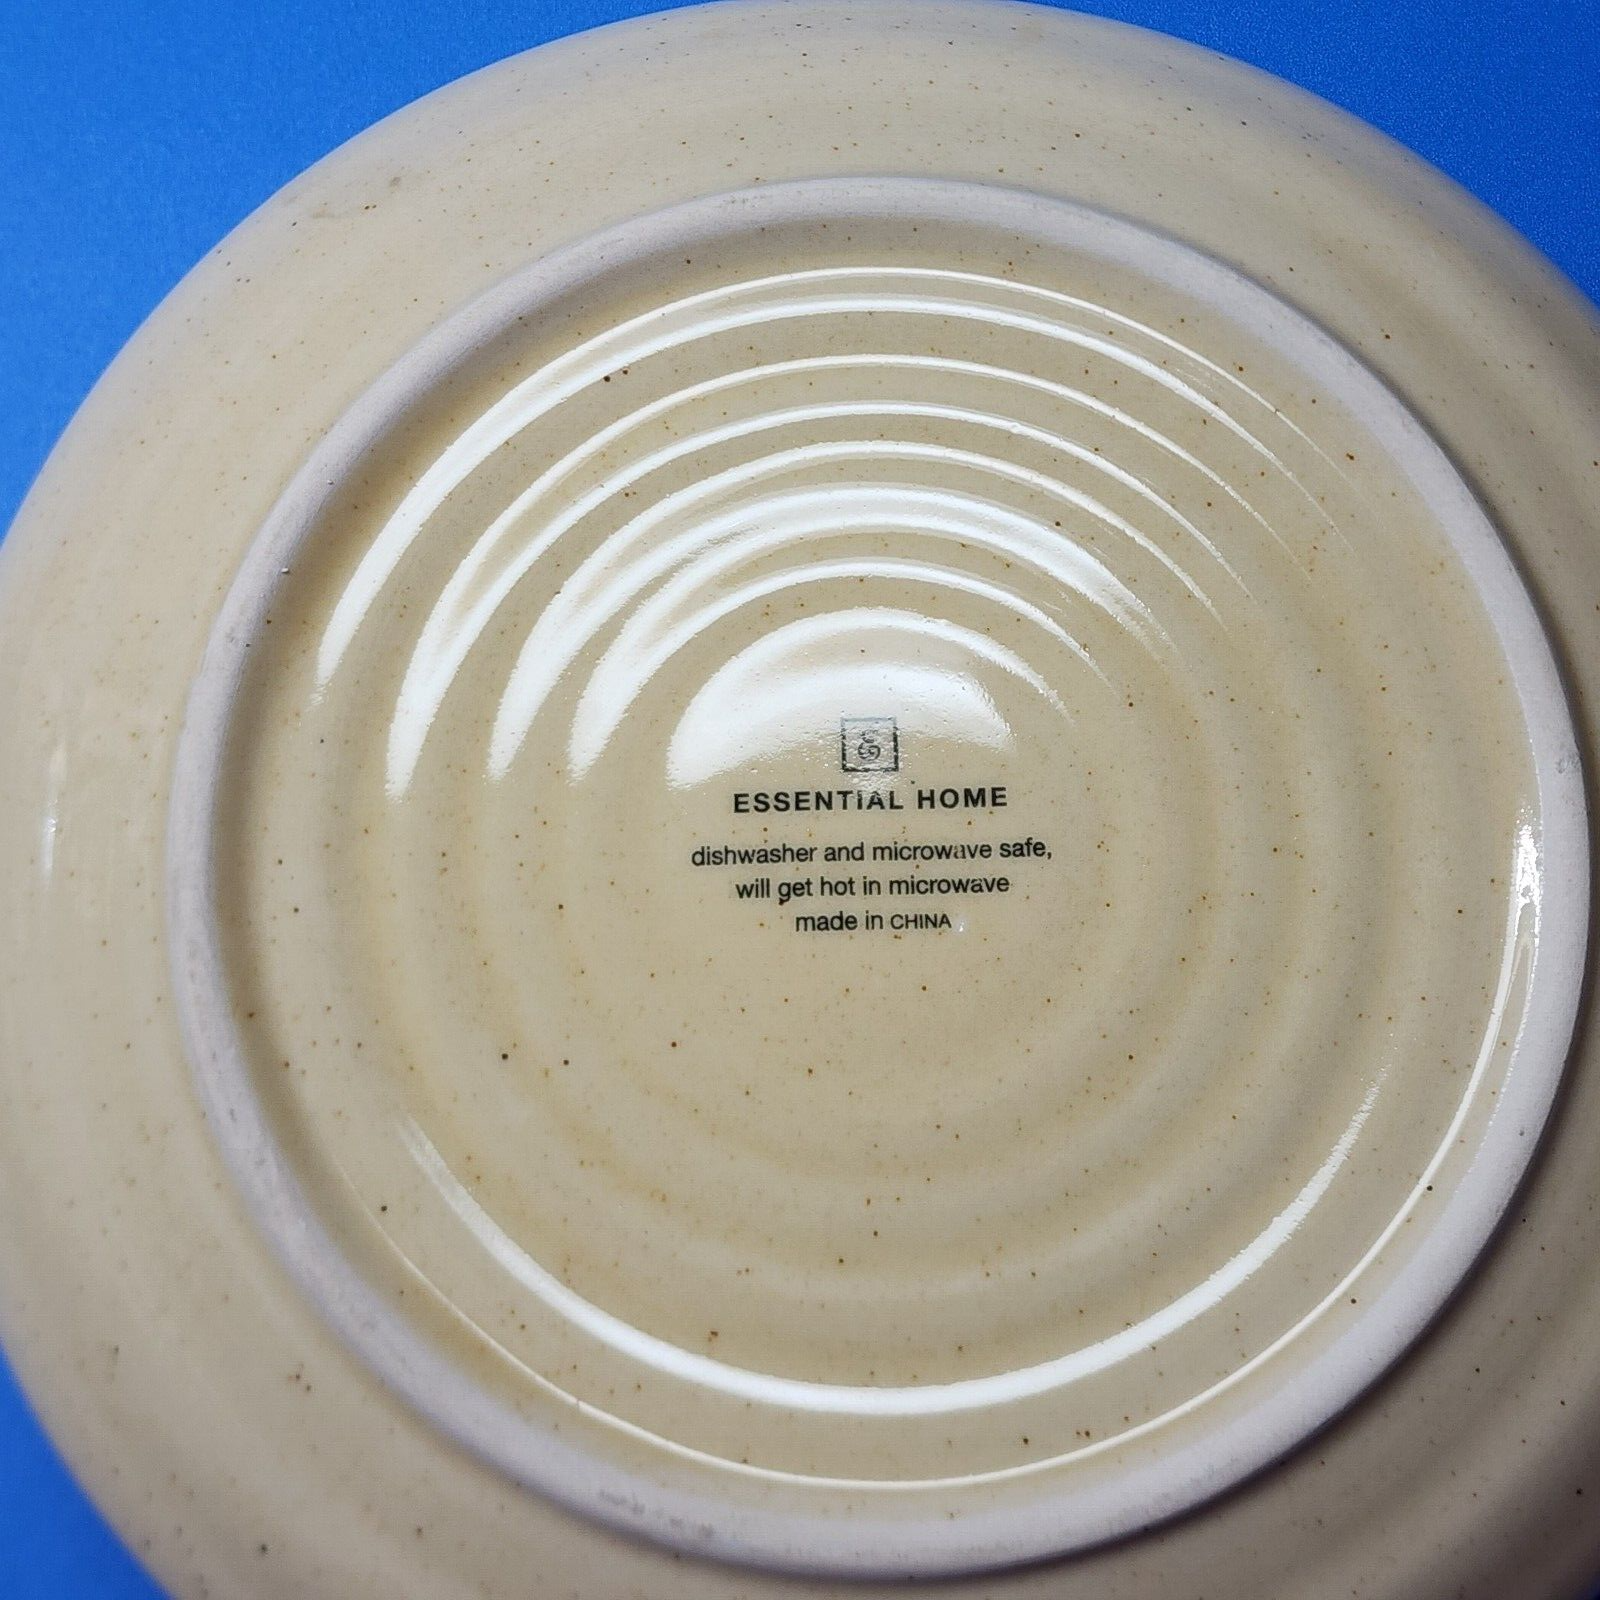 ESSENTIAL HOME
dishwasher and microwave safe,
will get hot in microwave
made in CHINA